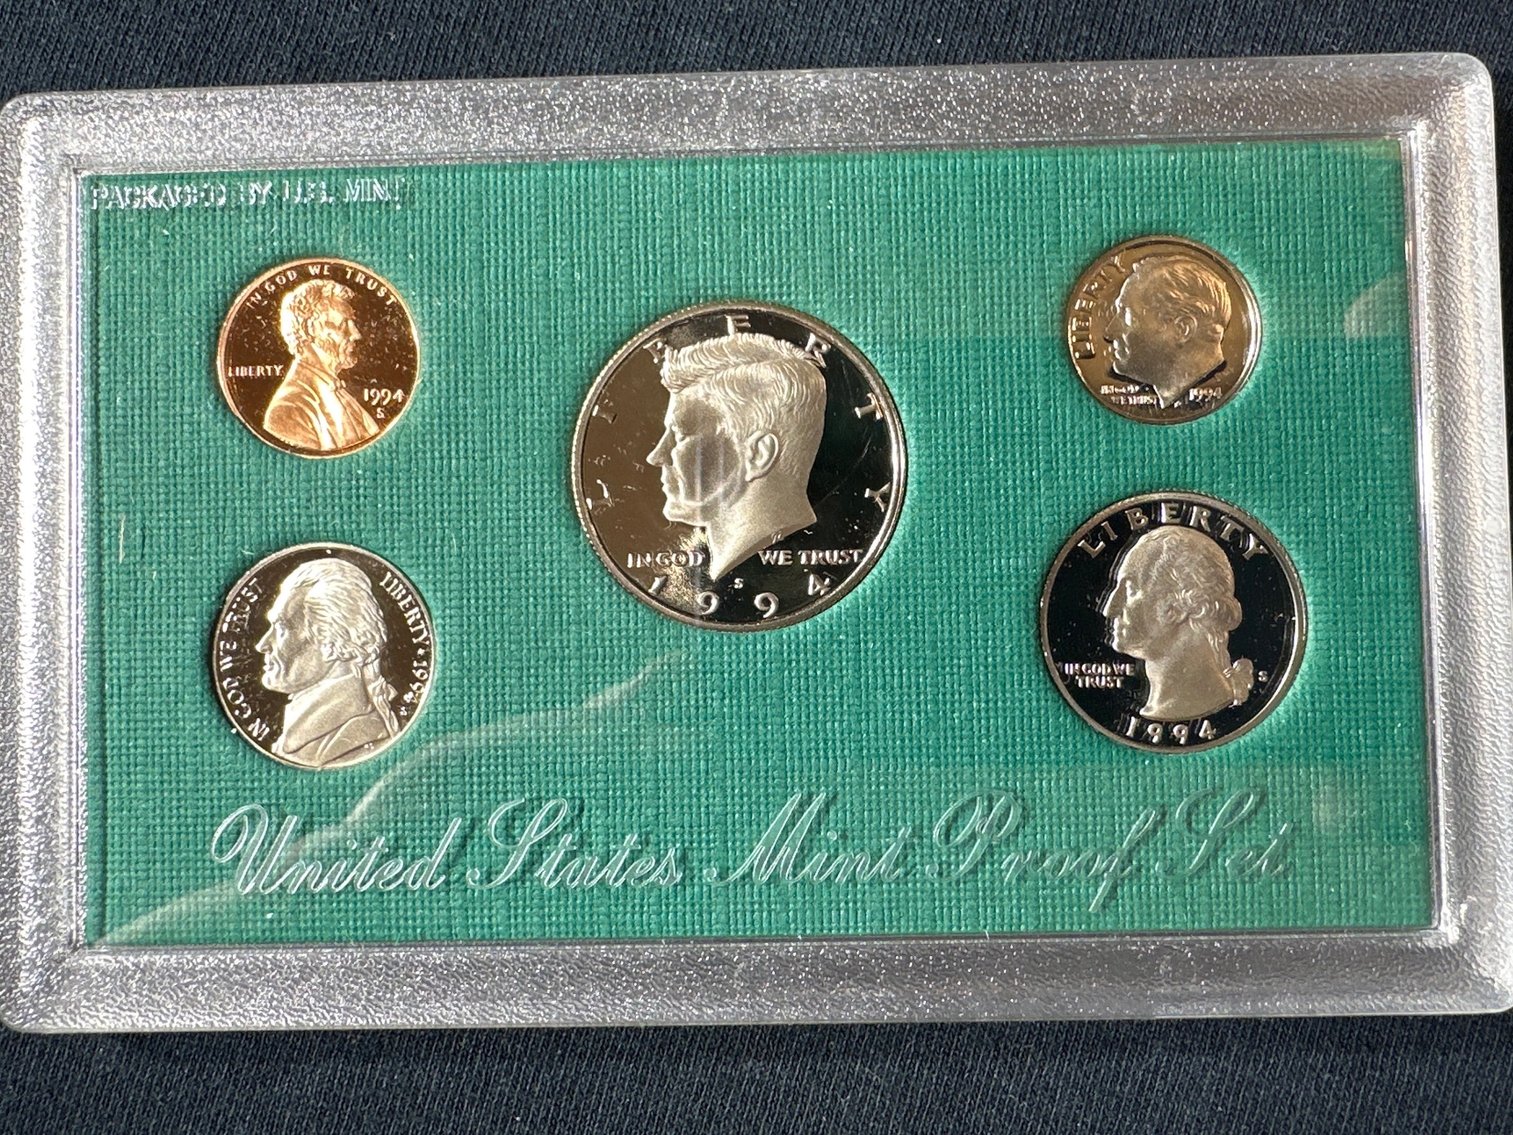 PACKAGED BY U.S. MINT
IN GOD WE TRUST
LIBERTY
1994
S
LIBERTY
IN GOD WE TRUST
S
1994
LIBERTY
IN GOD
WE TRUST
1994
IN GOD WE TRUST
LIBERTY • 1994
S
LIBERTY
IN GOD WE
TRUST
S
1994
United States Mint Proof Set